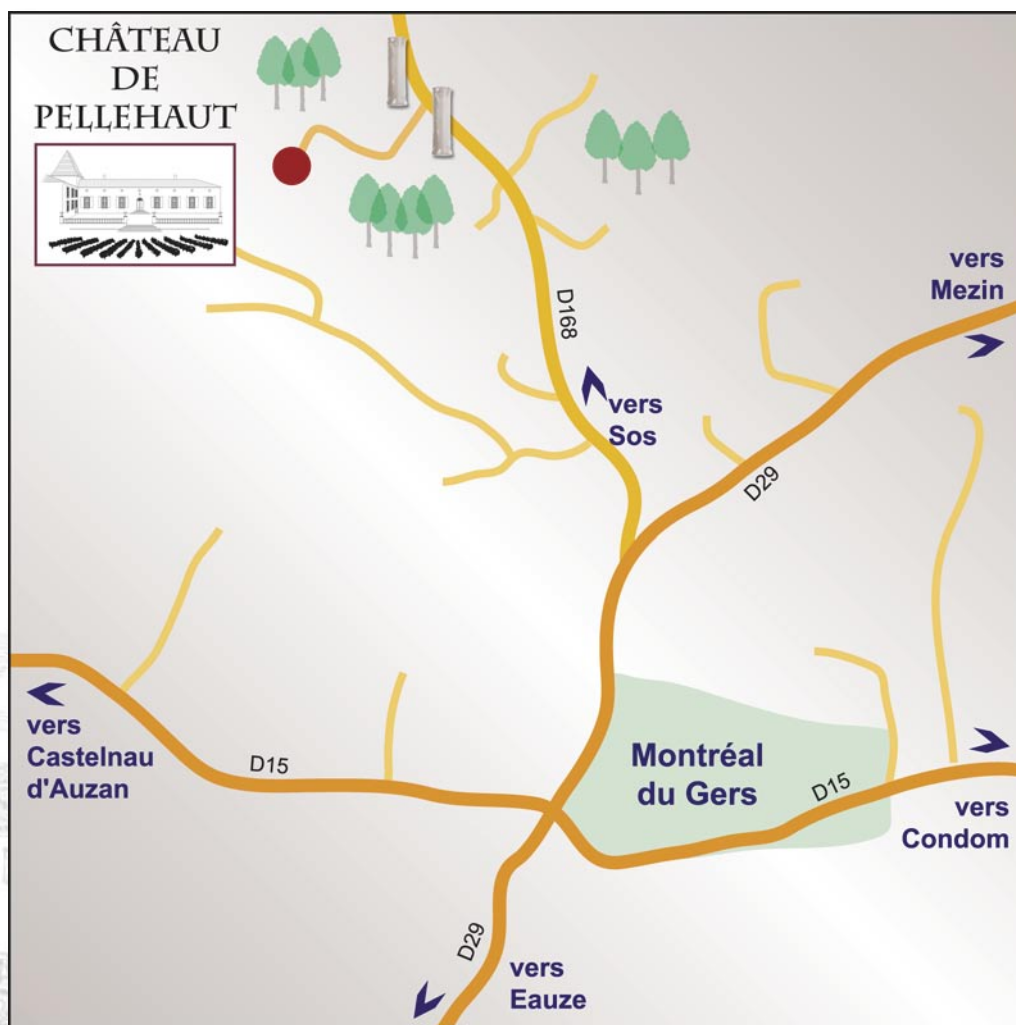 CHÂTEAU
DE
PELLEHAUT
vers
Mezin
D168
vers
Sos
D29
vers
Castelnau
d'Auzan
D15
Montréal
du Gers
D15
vers
Condom
D29
vers
Eauze